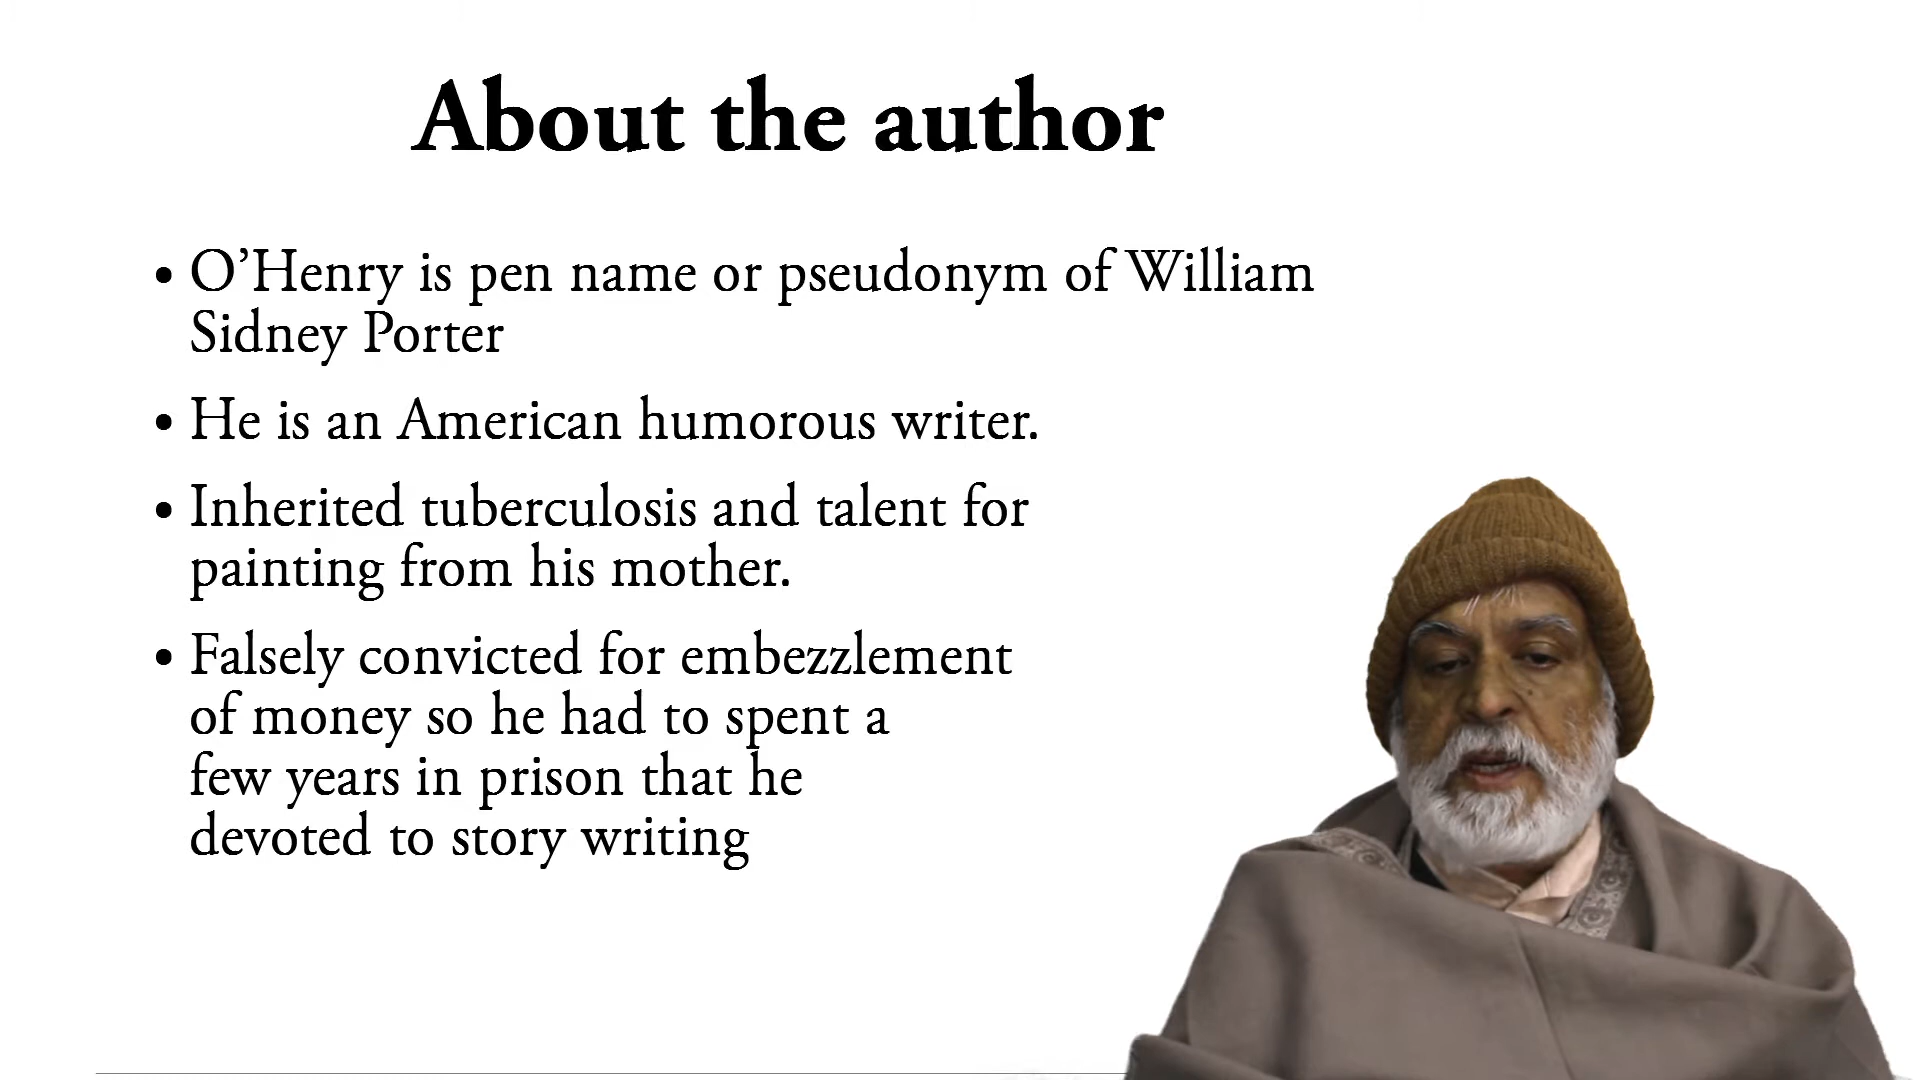 About the author
• O’Henry is pen name or pseudonym of William
Sidney Porter
• He is an American humorous writer.
• Inherited tuberculosis and talent for
painting from his mother.
• Falsely convicted for embezzlement
of money so he had to spent a
few years in prison that he
devoted to story writing